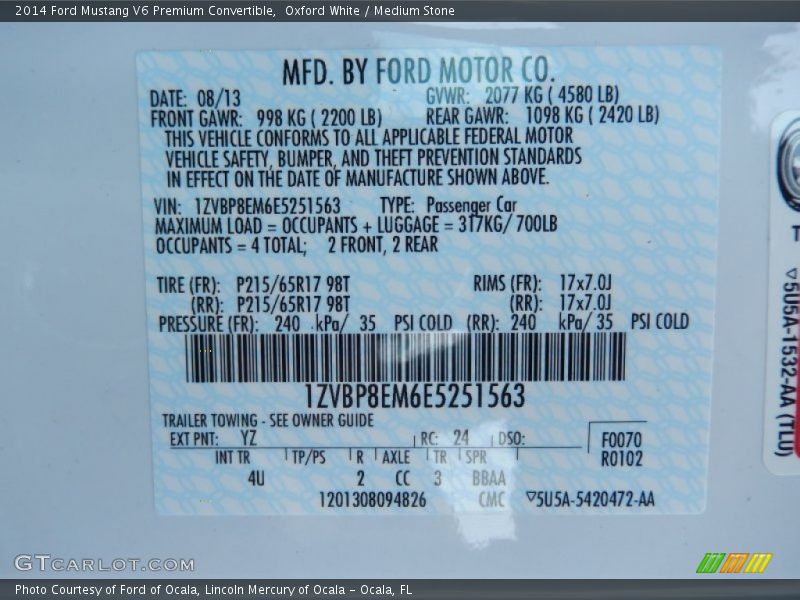 2014 Ford Mustang V6 Premium Convertible,  Oxford White / Medium Stone
MFD. BY FORD MOTOR CO.
DATE: 08/13 GVWR: 2077 KG ( 4580 LB)
FRONT GAWR: 998 KG ( 2200 LB) REAR GAWR: 1098 KG ( 2420 LB)
THIS VEHICLE CONFORMS TO ALL APPLICABLE FEDERAL MOTOR
VEHICLE SAFETY, BUMPER, AND THEFT PREVENTION STANDARDS
IN EFFECT ON THE DATE OF MANUFACTURE SHOWN ABOVE.
VIN: 1ZVBP8EM6E5251563 TYPE: Passenger Car
MAXIMUM LOAD = OCCUPANTS + LUGGAGE = 317KG/ 700LB
OCCUPANTS = 4 TOTAL; 2 FRONT, 2 REAR
TIRE (FR): P215/65R17 98T RIMS (FR): 17x7.0J
(RR): P215/65R17 98T (RR): 17x7.0J
PRESSURE (FR): 240 kPa/ 35 PSI COLD (RR): 240 kPa/ 35 PSI COLD
1ZVBP8EM6E5251563
TRAILER TOWING - SEE OWNER GUIDE
EXT PNT: YZ RC: 24 DSO: F0070
INT TR TP/PS R AXLE TR SPR R0102
4U 2 CC 3 BBAA
1201308094826 CMC ▽5U5A-5420472-AA
T
▽5U5A-1532-AA (TLU)
GTCARLOT.COM
Photo Courtesy of Ford of Ocala, Lincoln Mercury of Ocala – Ocala, FL